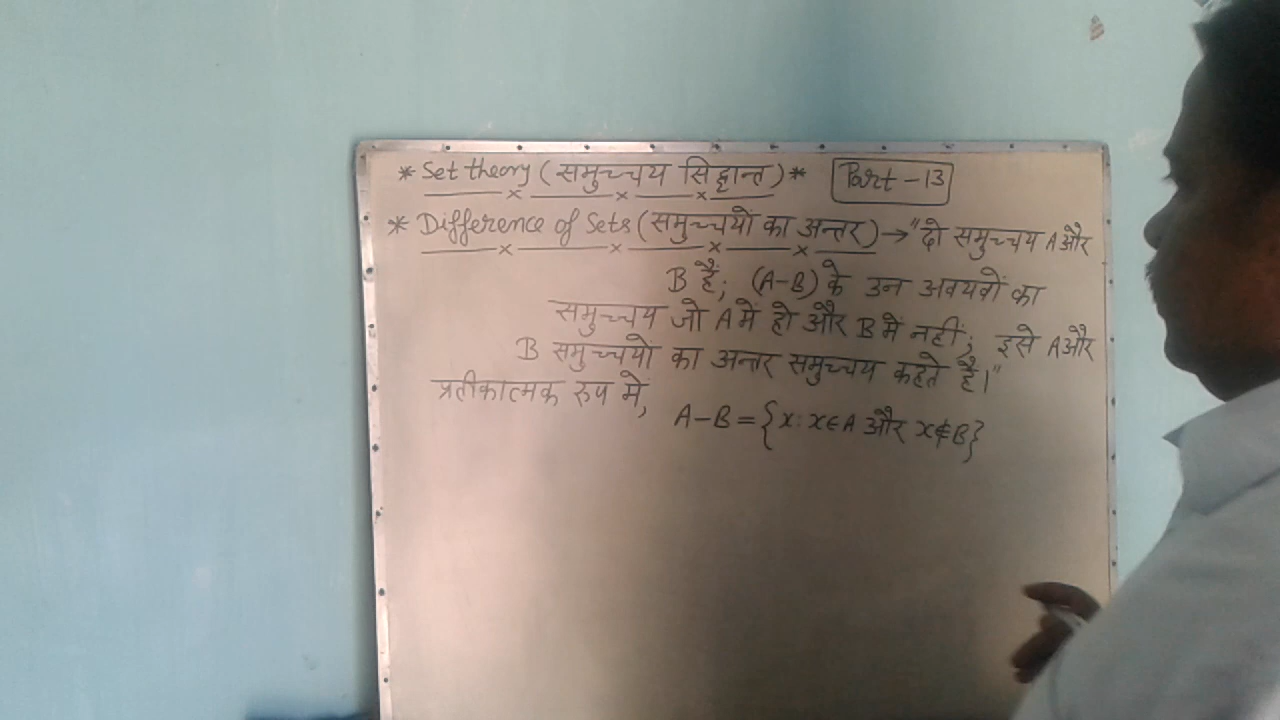 * Set theory (समुच्चय सिद्धान्त) * Part-13
* Difference of Sets (समुच्चयों का अन्तर) → "दो समुच्चय A और
B हैं; (A-B) के उन अवयवों का
समुच्चय जो A में हो और B में नहीं; इसे A और
B समुच्चयों का अन्तर समुच्चय कहते हैं।"
प्रतीकात्मक रुप में,
A-B = {x: x∈A और x∉B}